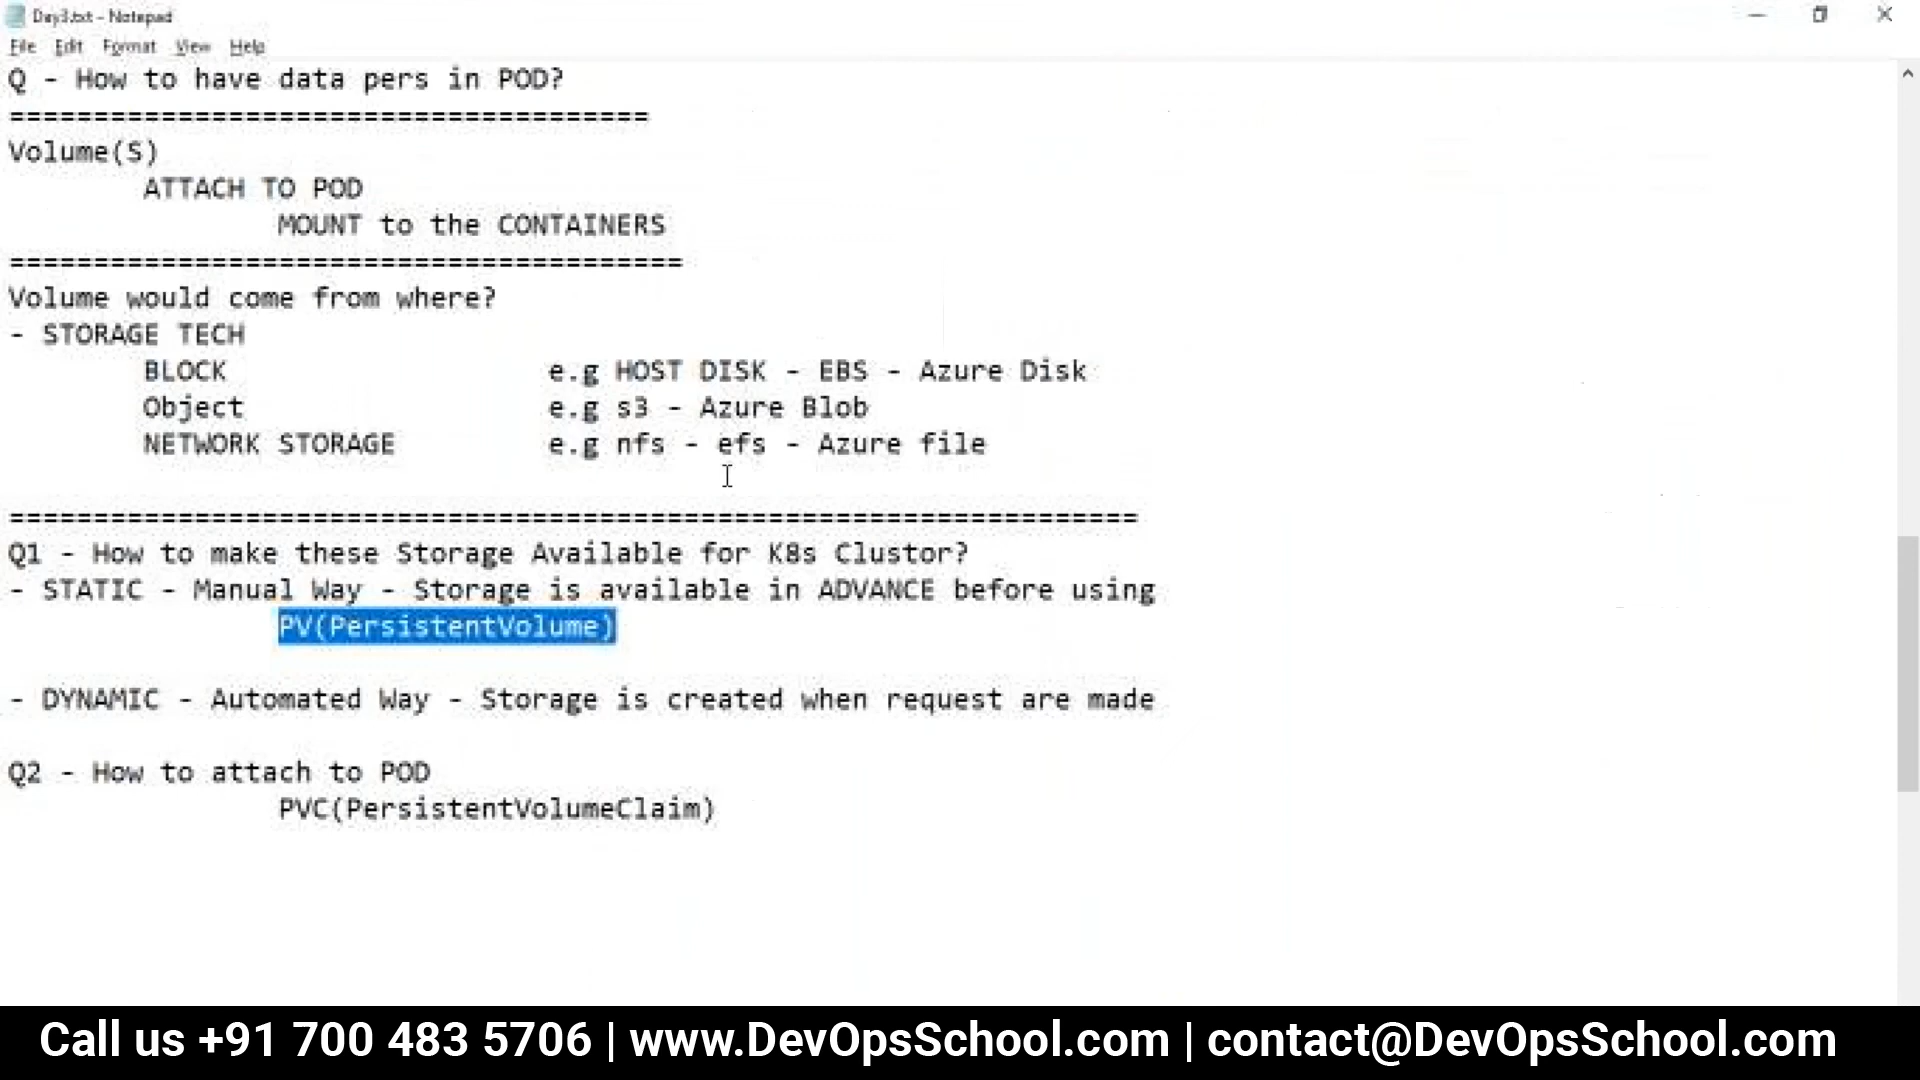 Day3.txt - Notepad
File Edit Format View Help
Q - How to have data pers in POD?
======================================
Volume(S)
ATTACH TO POD
MOUNT to the CONTAINERS
========================================
Volume would come from where?
- STORAGE TECH
BLOCK e.g HOST DISK - EBS - Azure Disk
Object e.g s3 - Azure Blob
NETWORK STORAGE e.g nfs - efs - Azure file
===================================================================
Q1 - How to make these Storage Available for K8s Clustor?
- STATIC - Manual Way - Storage is available in ADVANCE before using
PV(PersistentVolume)
- DYNAMIC - Automated Way - Storage is created when request are made
Q2 - How to attach to POD
PVC(PersistentVolumeClaim)
Call us +91 700 483 5706 | www.DevOpsSchool.com | contact@DevOpsSchool.com